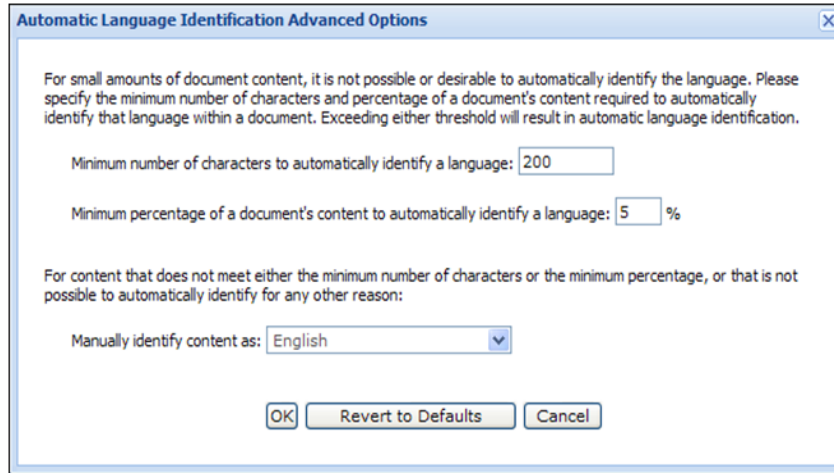 Automatic Language Identification Advanced Options
For small amounts of document content, it is not possible or desirable to automatically identify the language. Please
specify the minimum number of characters and percentage of a document's content required to automatically
identify that language within a document. Exceeding either threshold will result in automatic language identification.
Minimum number of characters to automatically identify a language: 200
Minimum percentage of a document's content to automatically identify a language: 5 %
For content that does not meet either the minimum number of characters or the minimum percentage, or that is not
possible to automatically identify for any other reason:
Manually identify content as: English
OK Revert to Defaults Cancel